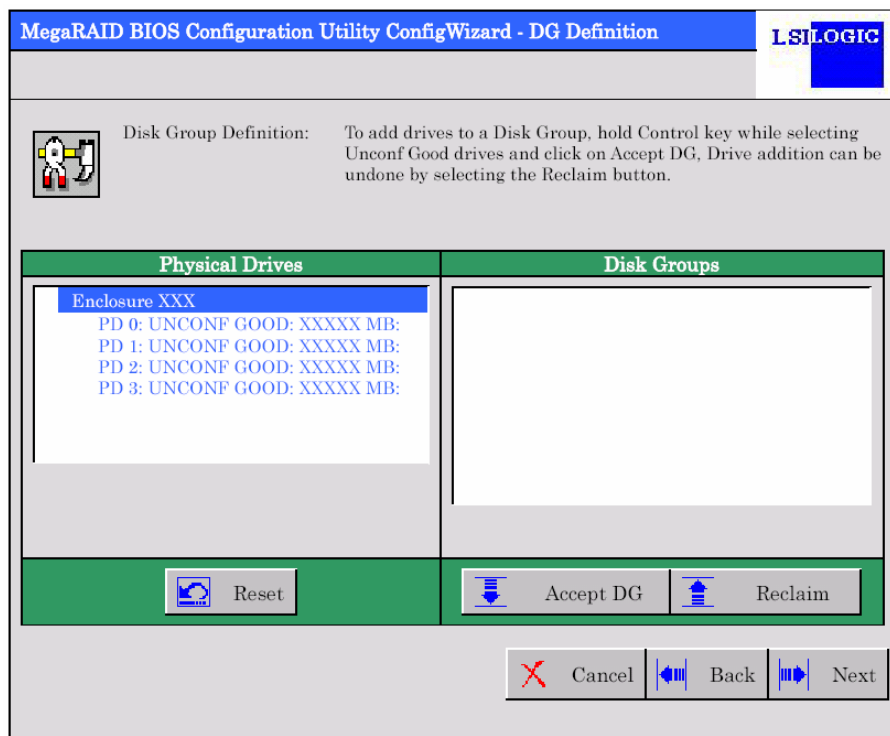 MegaRAID BIOS Configuration Utility ConfigWizard - DG Definition
LSILOGIC
Disk Group Definition:
To add drives to a Disk Group, hold Control key while selecting
Unconf Good drives and click on Accept DG, Drive addition can be
undone by selecting the Reclaim button.
Physical Drives
Enclosure XXX
PD 0: UNCONF GOOD: XXXXX MB:
PD 1: UNCONF GOOD: XXXXX MB:
PD 2: UNCONF GOOD: XXXXX MB:
PD 3: UNCONF GOOD: XXXXX MB:
Disk Groups
Reset
Accept DG
Reclaim
Cancel
Back
Next